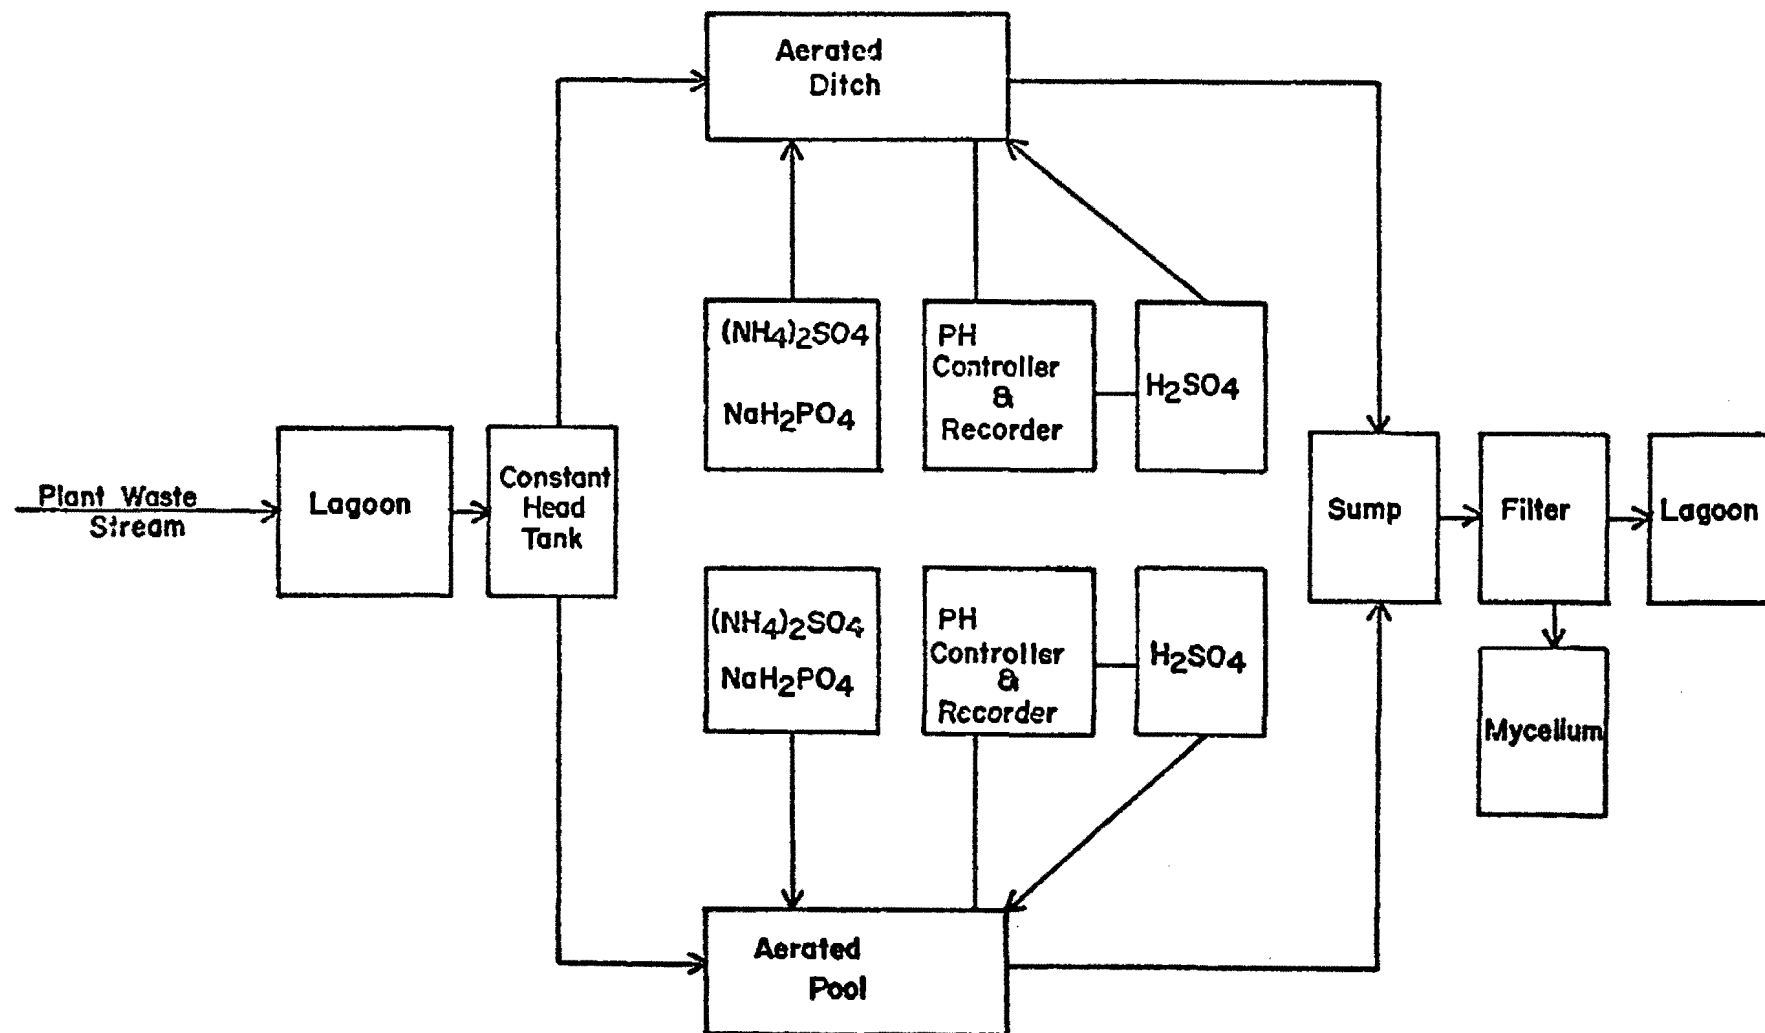 Aerated
Ditch
(NH4)2SO4
NaH2PO4
PH
Controller
&
Recorder
H2SO4
Plant Waste
Stream
Lagoon
Constant
Head
Tank
Sump
Filter
Lagoon
(NH4)2SO4
NaH2PO4
PH
Controller
&
Recorder
H2SO4
Mycelium
Aerated
Pool